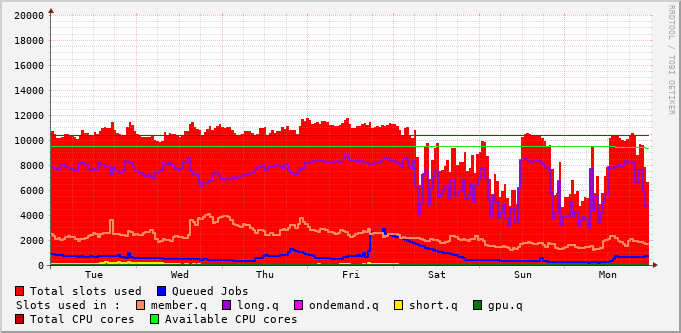 RRDTOOL / TOBI OETIKER
20000
18000
16000
14000
12000
10000
8000
6000
4000
2000
0
Tue Wed Thu Fri Sat Sun Mon
Total slots used Queued Jobs
Slots used in : member.q long.q ondemand.q short.q gpu.q
Total CPU cores Available CPU cores